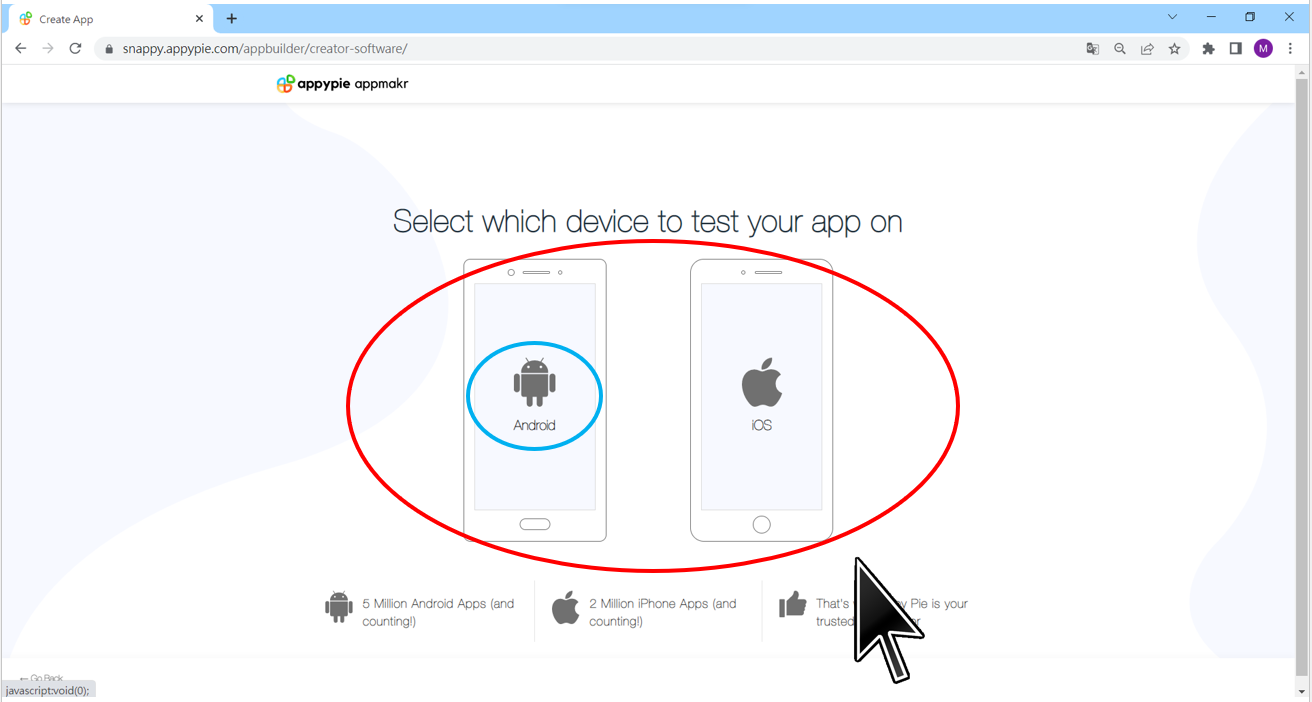 Create App
snappy.appypie.com/appbuilder/creator-software/
M
appypie appmakr
Select which device to test your app on
Android
iOS
5 Million Android Apps (and
counting!)
2 Million iPhone Apps (and
counting!)
That's Pie is your
trusted
← Go Back
javascript:void(0);